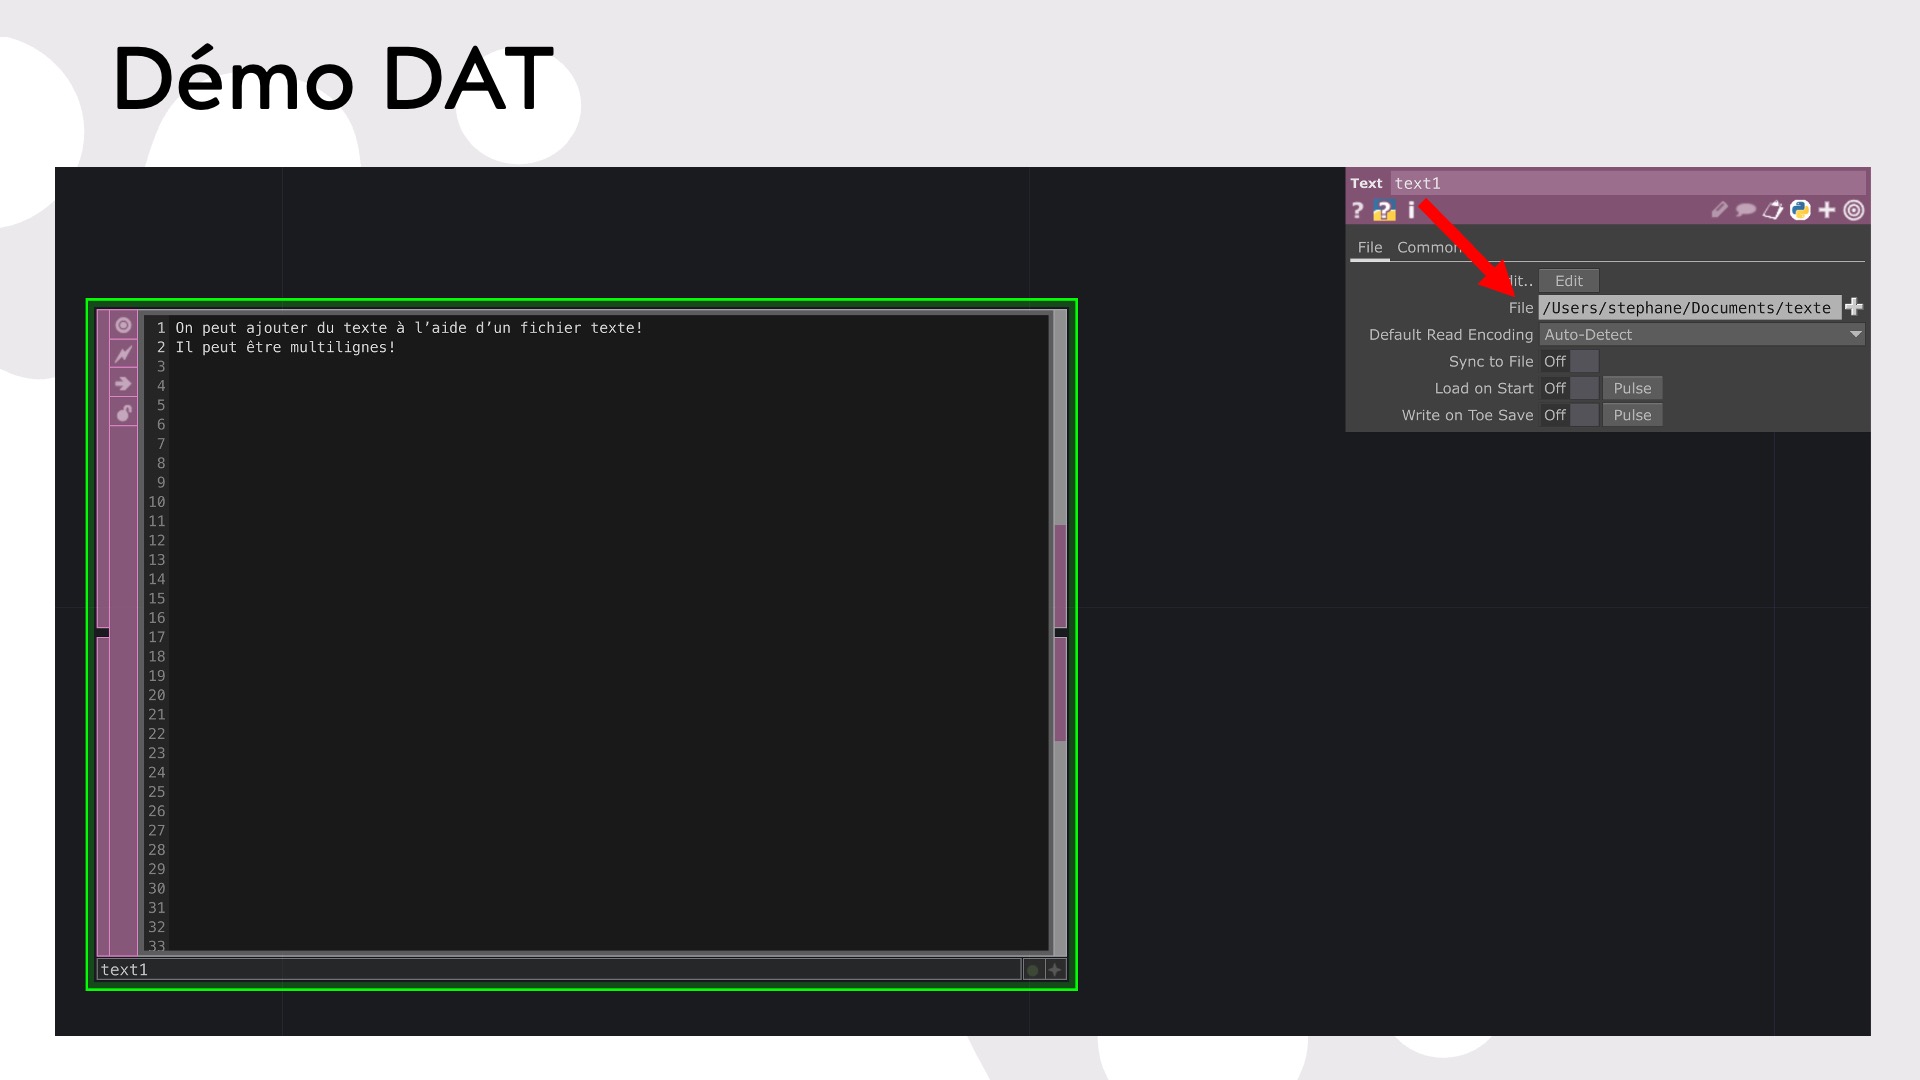 Démo DAT
Text text1
File Common
Edit
File /Users/stephane/Documents/texte
Default Read Encoding Auto-Detect
Sync to File Off
Load on Start Off Pulse
Write on Toe Save Off Pulse
1 On peut ajouter du texte à l’aide d’un fichier texte!
2 Il peut être multilignes!
3
4
5
6
7
8
9
10
11
12
13
14
15
16
17
18
19
20
21
22
23
24
25
26
27
28
29
30
31
32
33
text1